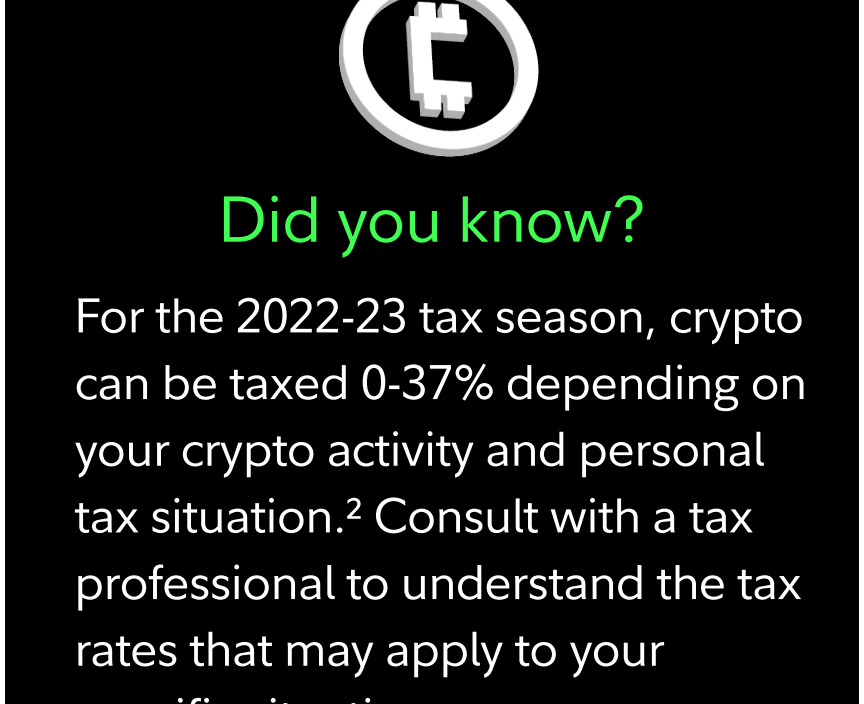 Did you know?
For the 2022-23 tax season, crypto
can be taxed 0-37% depending on
your crypto activity and personal
tax situation.² Consult with a tax
professional to understand the tax
rates that may apply to your